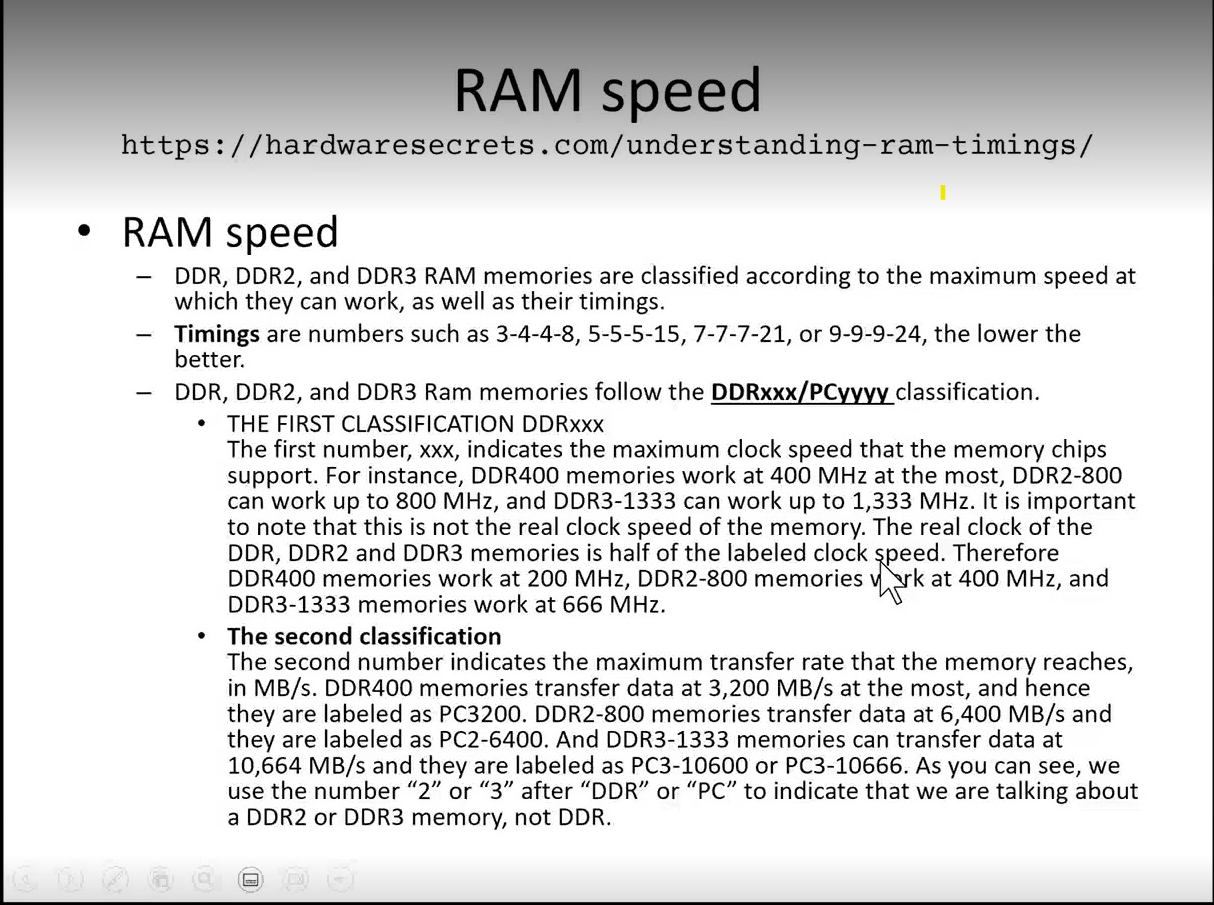 RAM speed
https://hardwaresecrets.com/understanding-ram-timings/
• RAM speed
– DDR, DDR2, and DDR3 RAM memories are classified according to the maximum speed at
which they can work, as well as their timings.
– Timings are numbers such as 3-4-4-8, 5-5-5-15, 7-7-7-21, or 9-9-9-24, the lower the
better.
– DDR, DDR2, and DDR3 Ram memories follow the DDRxxx/PCyyyy classification.
• THE FIRST CLASSIFICATION DDRxxx
The first number, xxx, indicates the maximum clock speed that the memory chips
support. For instance, DDR400 memories work at 400 MHz at the most, DDR2-800
can work up to 800 MHz, and DDR3-1333 can work up to 1,333 MHz. It is important
to note that this is not the real clock speed of the memory. The real clock of the
DDR, DDR2 and DDR3 memories is half of the labeled clock speed. Therefore
DDR400 memories work at 200 MHz, DDR2-800 memories work at 400 MHz, and
DDR3-1333 memories work at 666 MHz.
• The second classification
The second number indicates the maximum transfer rate that the memory reaches,
in MB/s. DDR400 memories transfer data at 3,200 MB/s at the most, and hence
they are labeled as PC3200. DDR2-800 memories transfer data at 6,400 MB/s and
they are labeled as PC2-6400. And DDR3-1333 memories can transfer data at
10,664 MB/s and they are labeled as PC3-10600 or PC3-10666. As you can see, we
use the number “2” or “3” after “DDR” or “PC” to indicate that we are talking about
a DDR2 or DDR3 memory, not DDR.